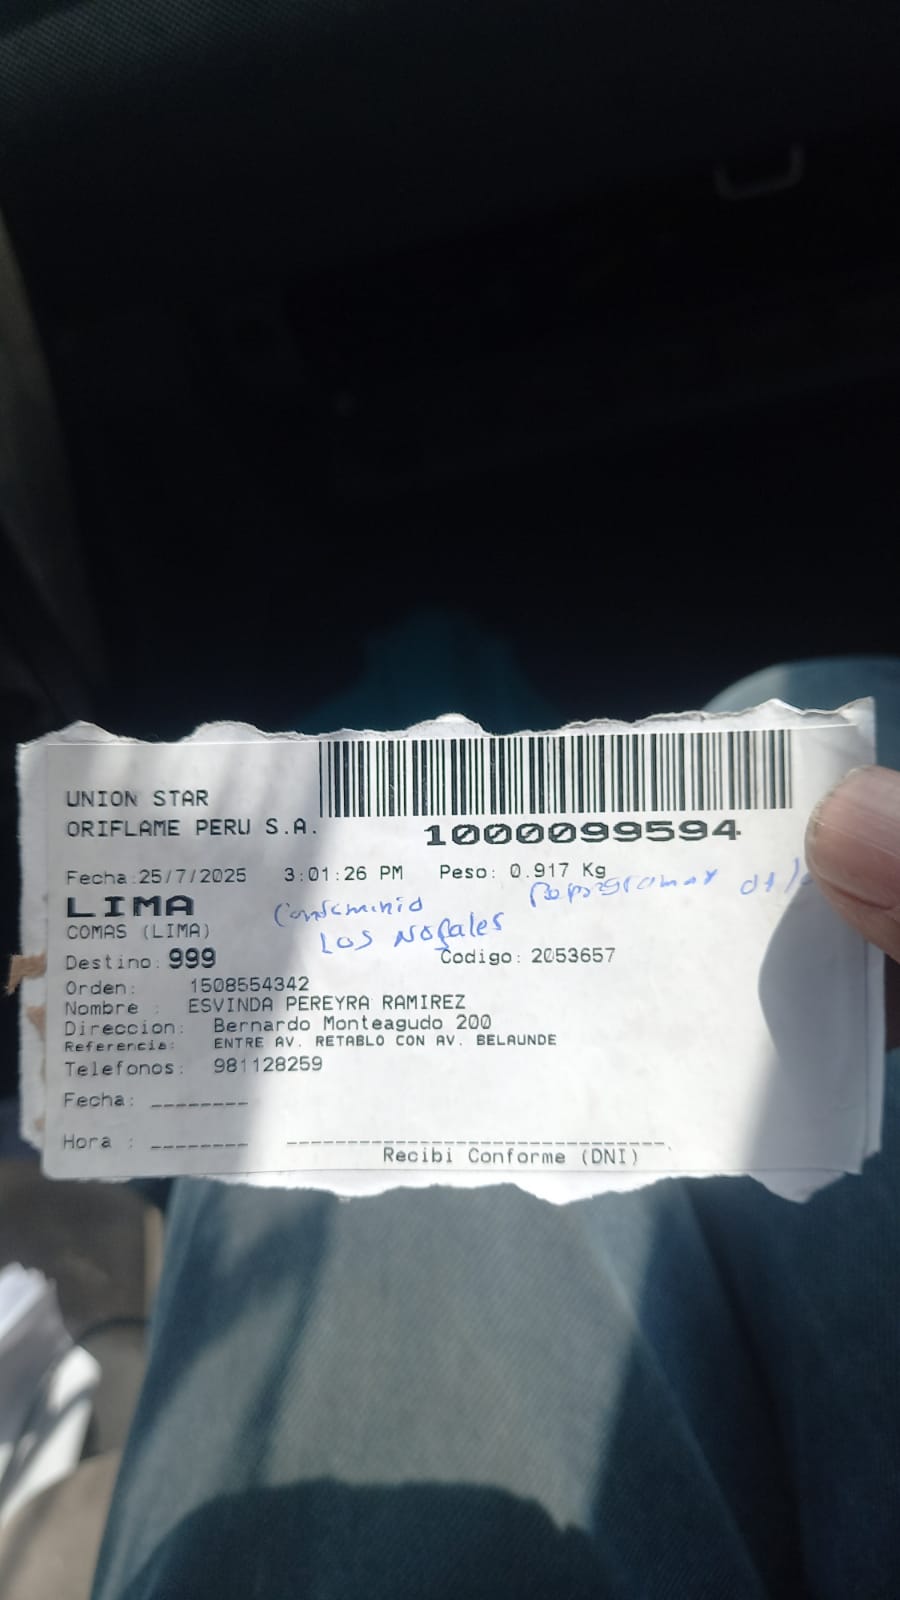 UNION STAR
ORIFLAME PERU S.A.
1000099594
Fecha:25/7/2025 3:01:26 PM Peso: 0.917 Kg
LIMA
Condominio
COMAS (LIMA)
Los Nogales
Destino: 999 Codigo: 2053657
Orden: 1508554342
Nombre : ESVINDA PEREYRA RAMIREZ
Direccion: Bernardo Monteagudo 200
Referencia: ENTRE AV. RETABLO CON AV. BELAUNDE
Telefonos: 981128259
Fecha: ________
Hora : ________
Recibi Conforme (DNI)